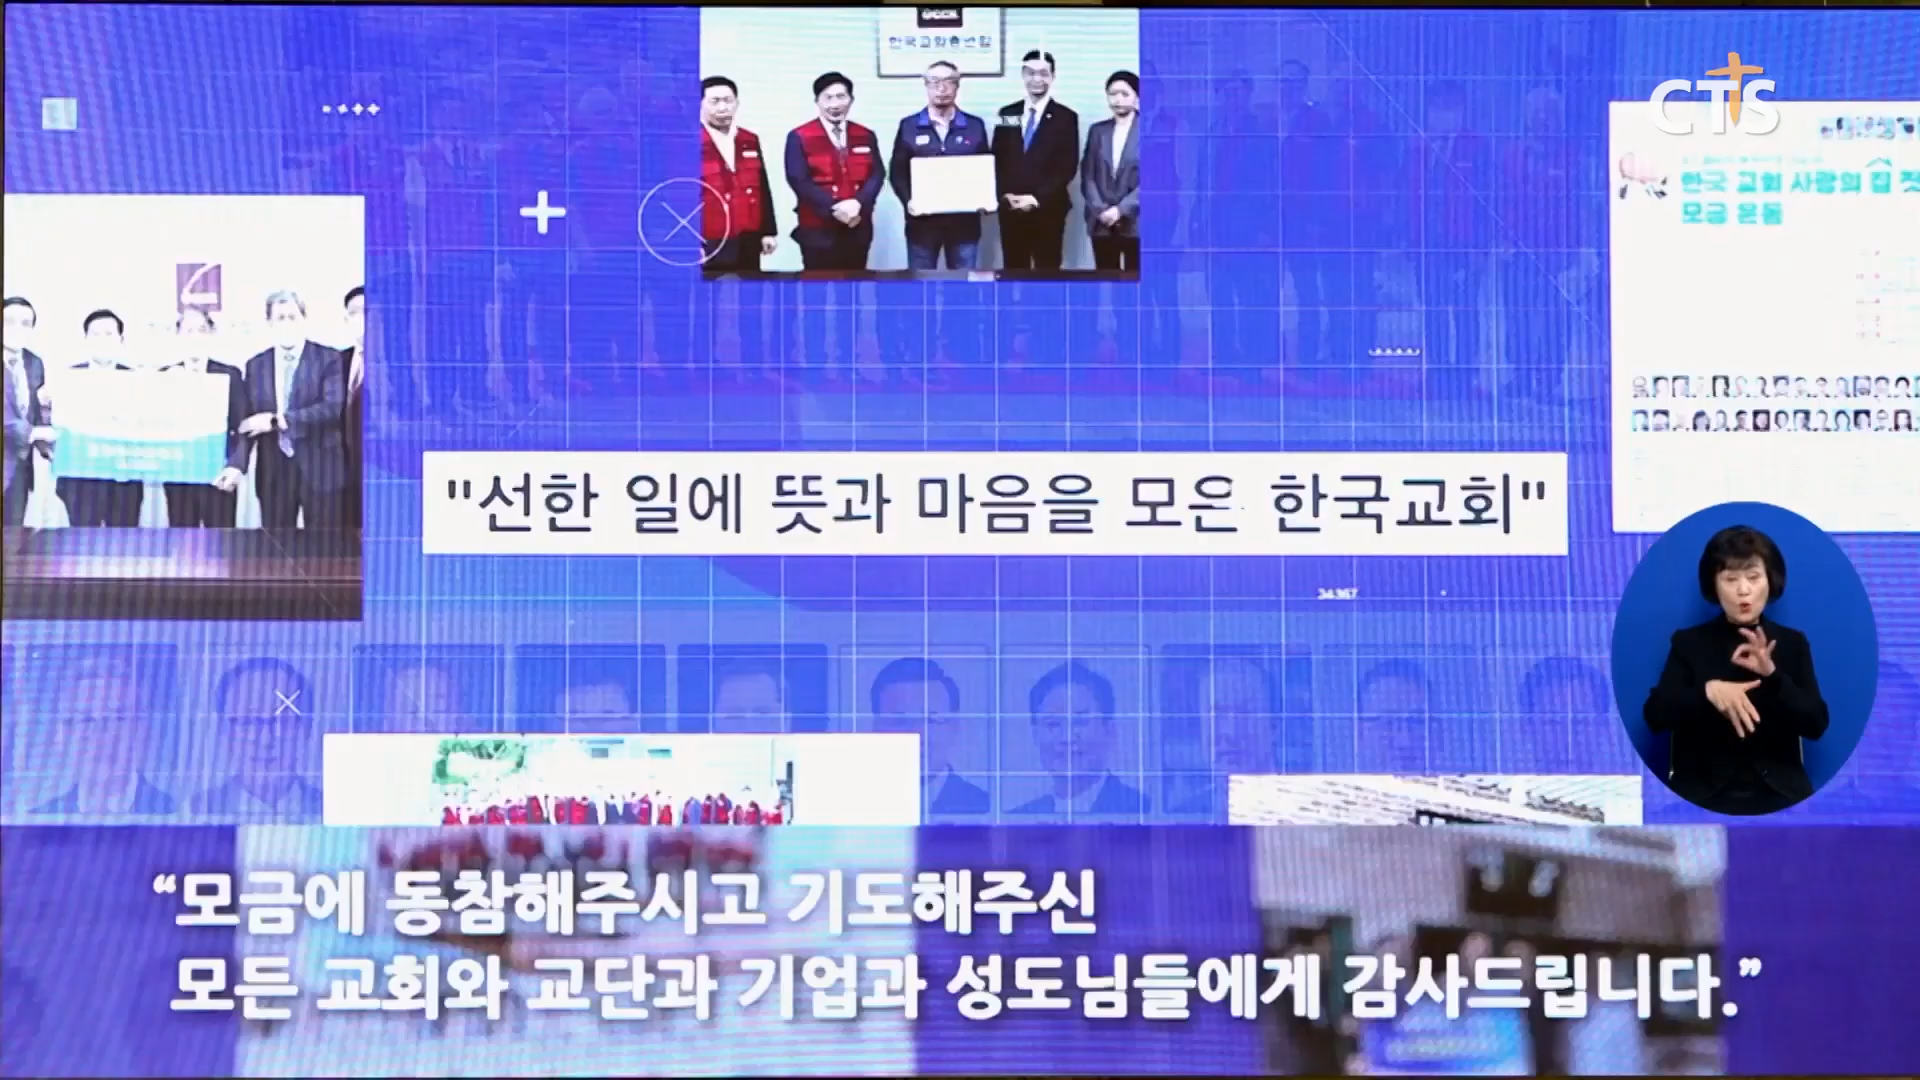 한국교회총연합
CTS
한국 교회 사랑의 집 짓
모금 운동
"선한 일에 뜻과 마음을 모은 한국교회"
34.367
“모금에 동참해주시고 기도해주신
모든 교회와 교단과 기업과 성도님들에게 감사드립니다.”